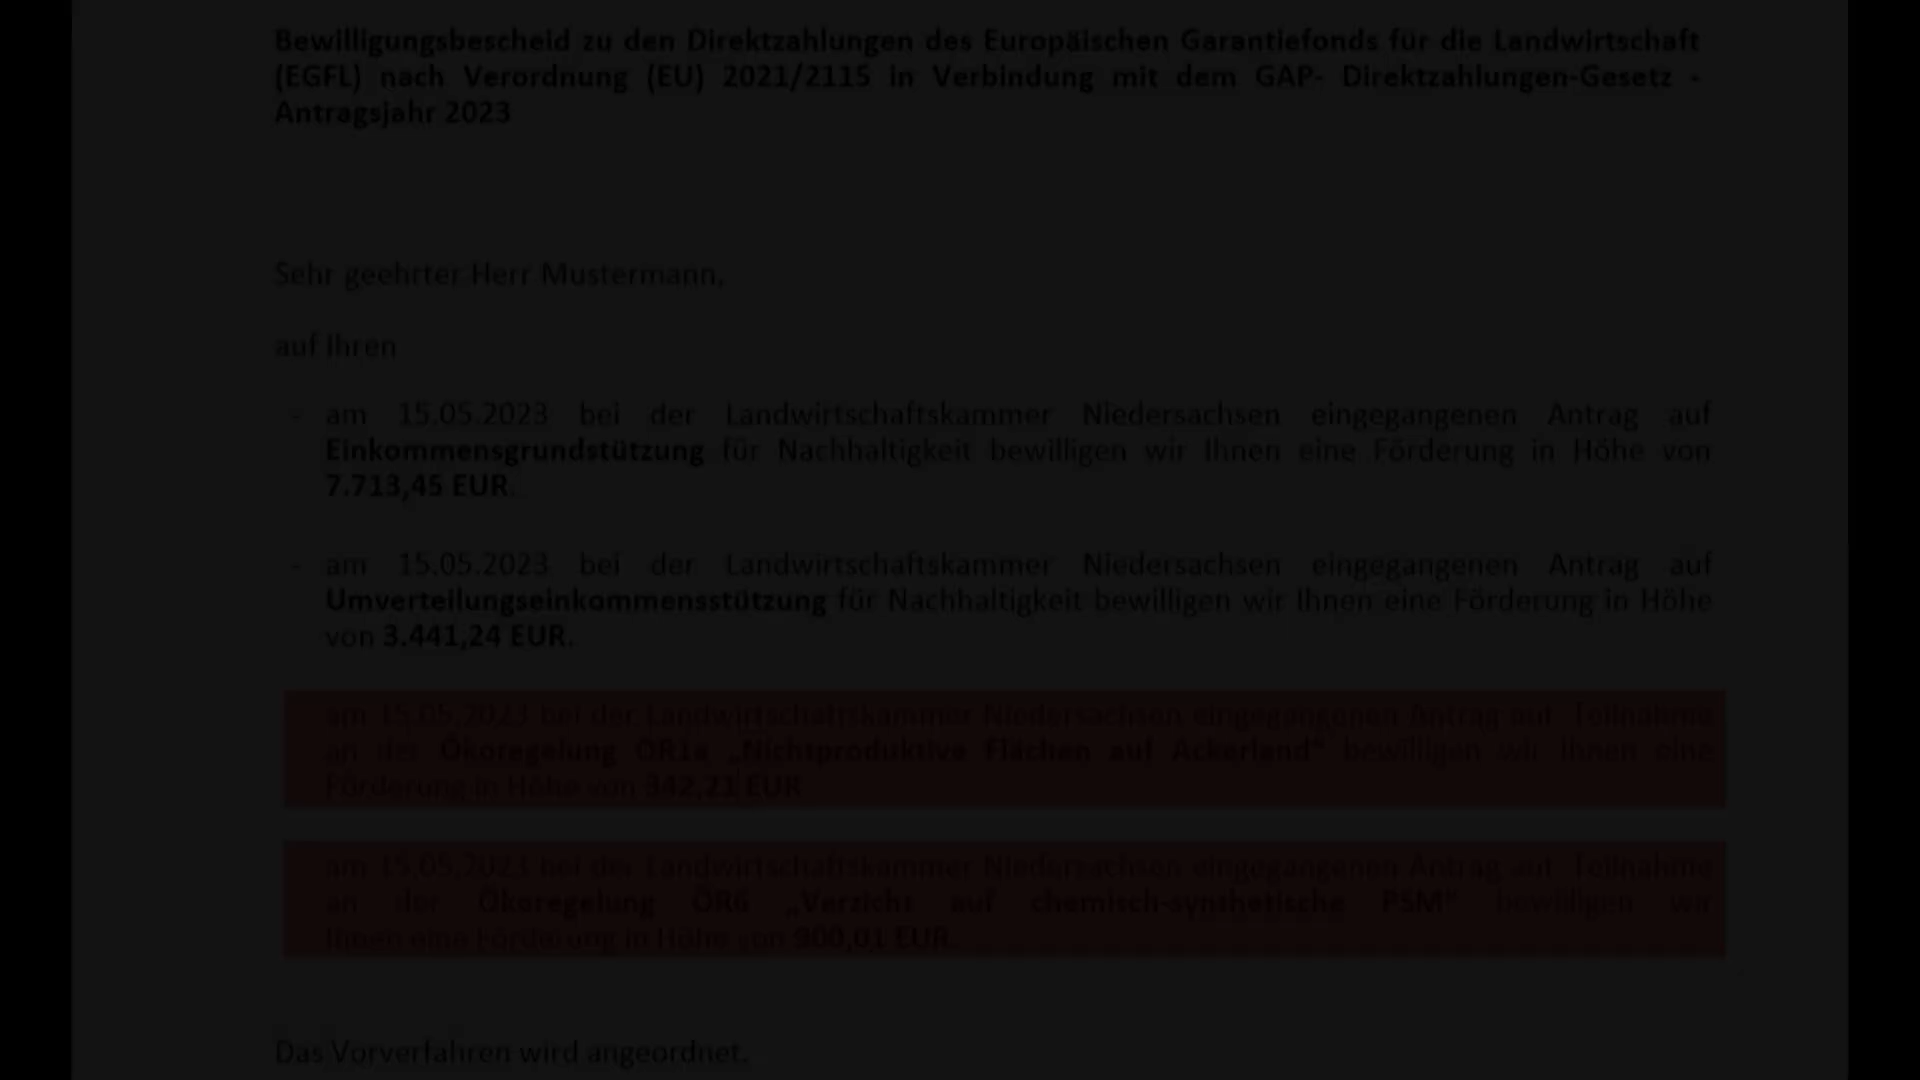 Bewilligungsbescheid zu den Direktzahlungen des Europäischen Garantiefonds für die Landwirtschaft
(EGFL) nach Verordnung (EU) 2021/2115 in Verbindung mit dem GAP- Direktzahlungen-Gesetz -
Antragsjahr 2023
Sehr geehrter Herr Mustermann,
auf Ihren
- am 15.05.2023 bei der Landwirtschaftskammer Niedersachsen eingegangenen Antrag auf
Einkommensgrundstützung für Nachhaltigkeit bewilligen wir Ihnen eine Förderung in Höhe von
7.713,45 EUR.
- am 15.05.2023 bei der Landwirtschaftskammer Niedersachsen eingegangenen Antrag auf
Umverteilungseinkommensstützung für Nachhaltigkeit bewilligen wir Ihnen eine Förderung in Höhe
von 3.441,24 EUR.
am 15.05.2023 bei der Landwirtschaftskammer Niedersachsen eingegangenen Antrag auf Teilnahme
an der Ökoregelung ÖR1a „Nichtproduktive Flächen auf Ackerland“ bewilligen wir Ihnen eine
Förderung in Höhe von 342,21 EUR
am 15.05.2023 bei der Landwirtschaftskammer Niedersachsen eingegangenen Antrag auf Teilnahme
an der Ökoregelung ÖR6 „Verzicht auf chemisch-synthetische PSM“ bewilligen wir
Ihnen eine Förderung in Höhe von 900,01 EUR
Das Vorverfahren wird angeordnet.